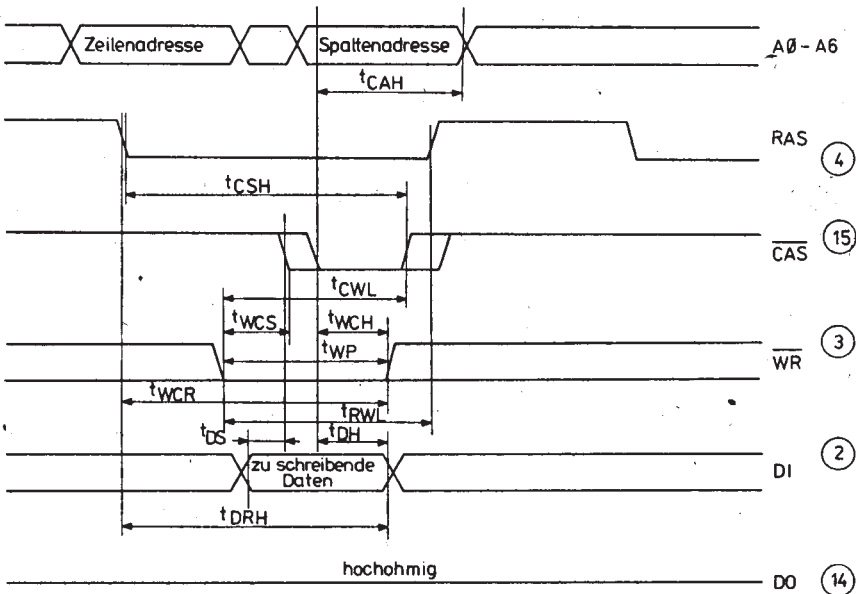 Zeilenadresse
Spaltenadresse
AØ-A6
tCAH
RAS
4
tCSH
15
CAS
tCWL
tWCS
tWCH
3
tWP
WR
tWCR
tRWL
tDS
tDH
2
zu schreibende
Daten
DI
tDRH
hochohmig
DO
14